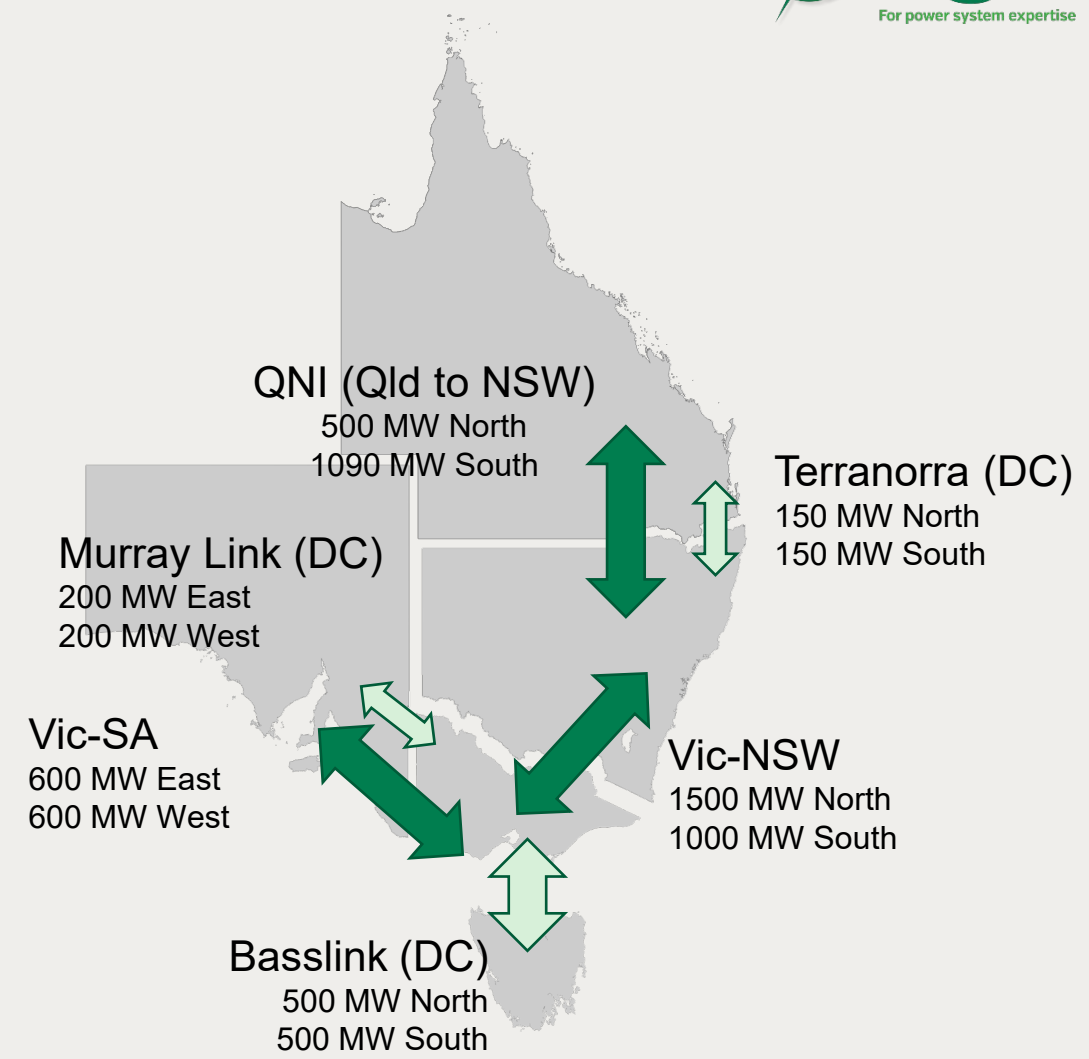 For power system expertise
QNI (Qld to NSW)
500 MW North
1090 MW South
Terranorra (DC)
150 MW North
150 MW South
Murray Link (DC)
200 MW East
200 MW West
Vic-SA
600 MW East
600 MW West
Vic-NSW
1500 MW North
1000 MW South
Basslink (DC)
500 MW North
500 MW South